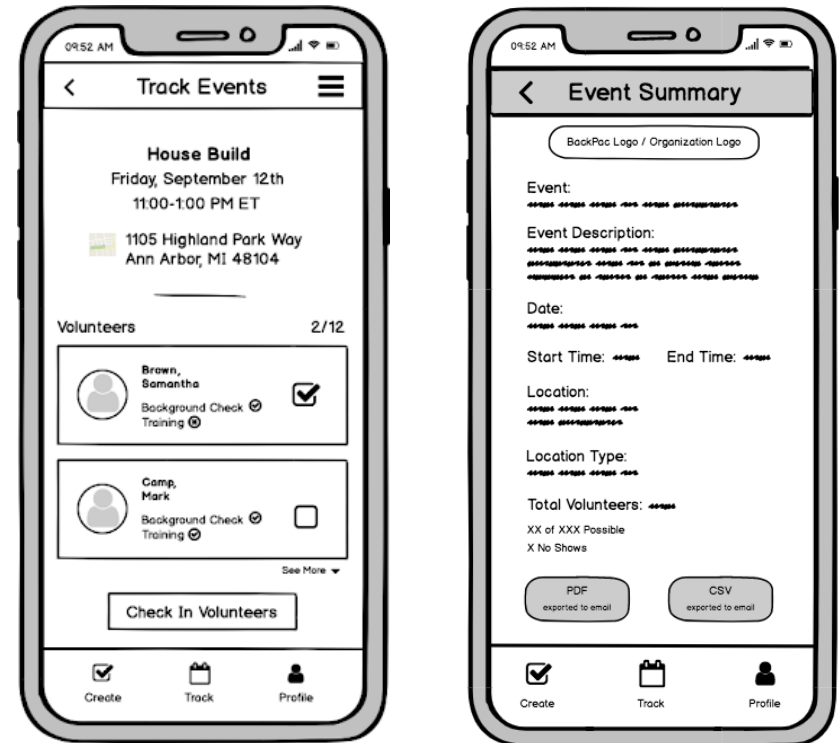 09:52 AM
Track Events
House Build
Friday, September 12th
11:00-1:00 PM ET
1105 Highland Park Way
Ann Arbor, MI 48104
Volunteers 2/12
Brown,
Samantha
Background Check
Training
Camp,
Mark
Background Check
Training
See More
Check In Volunteers
Create Track Profile
09:52 AM
Event Summary
BackPac Logo / Organization Logo
Event:
Event Description:
Date:
Start Time: End Time:
Location:
Location Type:
Total Volunteers:
XX of XXX Possible
X No Shows
PDF CSV
exported to email exported to email
Create Track Profile